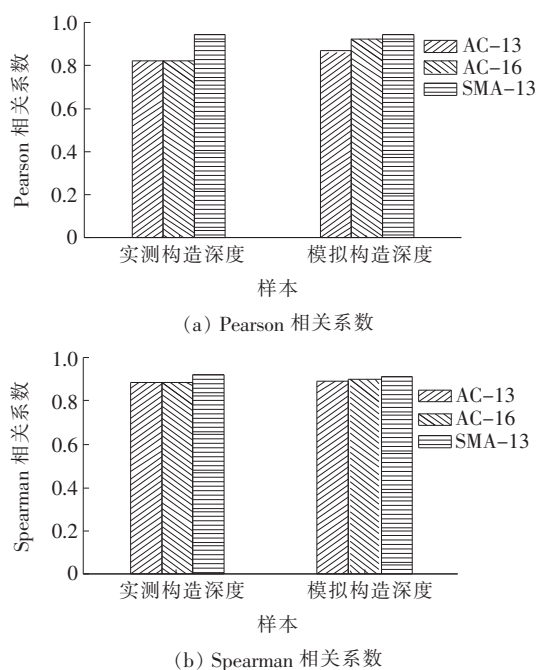 1.0
0.8
0.6
0.4
0.2
0
Pearson 相关系数
AC-13
AC-16
SMA-13
实测构造深度 模拟构造深度
样本
(a) Pearson 相关系数
1.0
0.8
0.6
0.4
0.2
0
Spearman 相关系数
AC-13
AC-16
SMA-13
实测构造深度 模拟构造深度
样本
(b) Spearman 相关系数